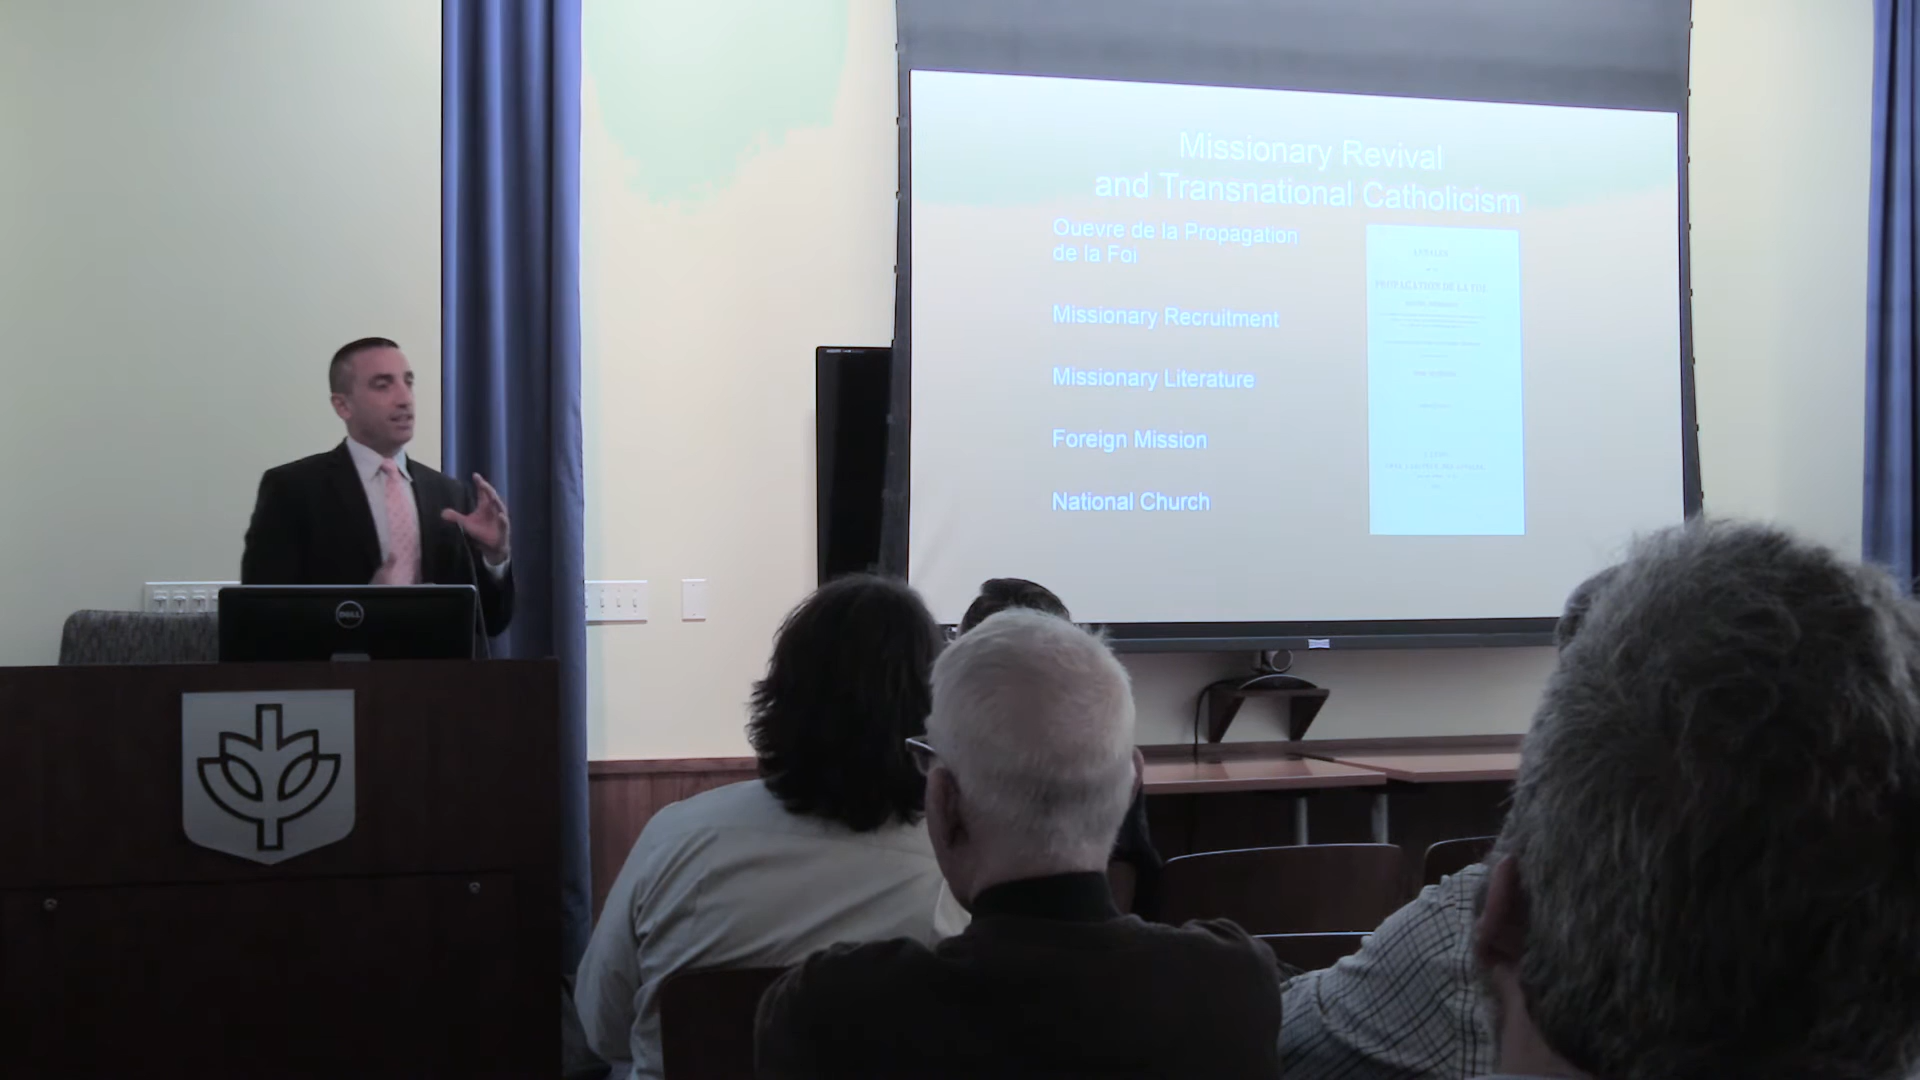 Missionary Revival
and Transnational Catholicism
Ouevre de la Propagation
de la Foi
Missionary Recruitment
Missionary Literature
Foreign Mission
National Church
ANNALES
PROPAGATION DE LA FOI
DELL